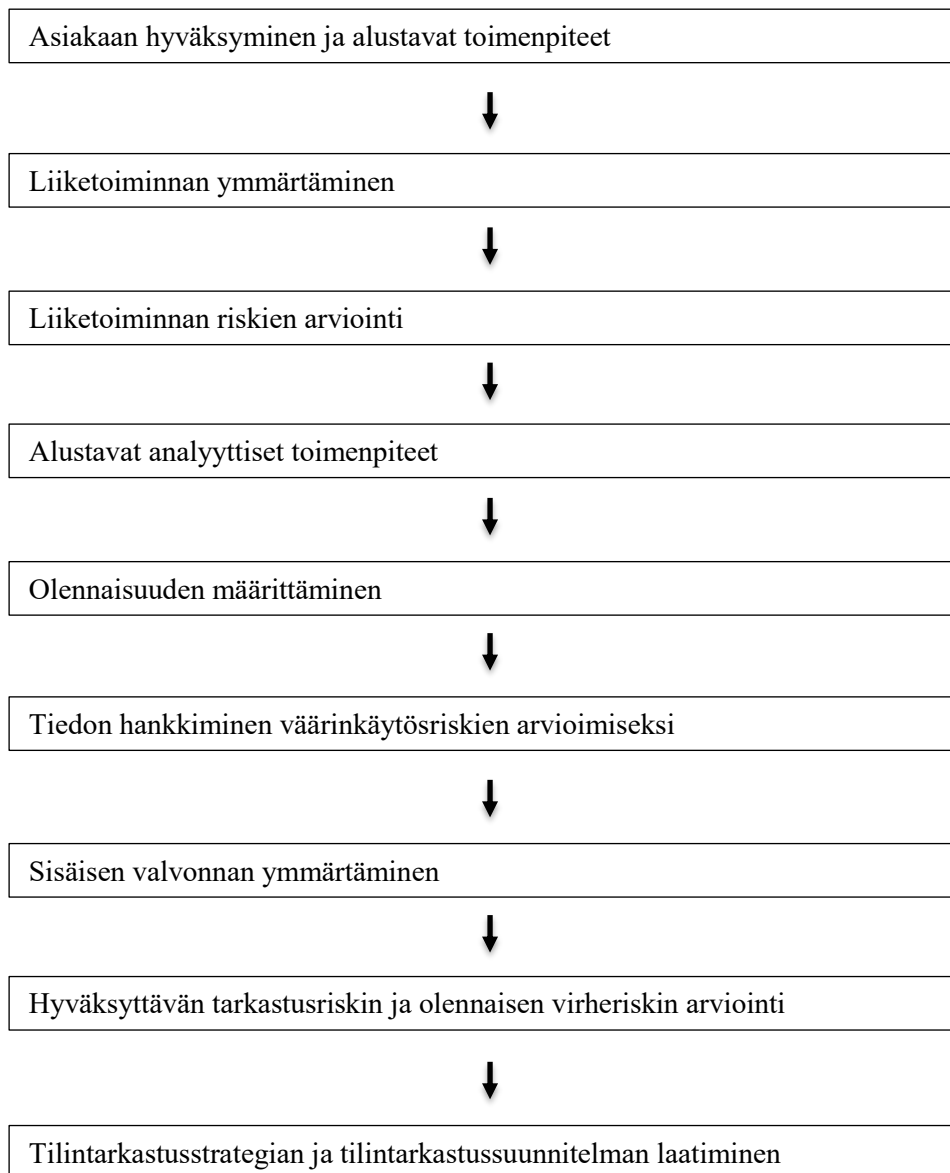 Asiakaan hyväksyminen ja alustavat toimenpiteet
Liiketoiminnan ymmärtäminen
Liiketoiminnan riskien arviointi
Alustavat analyyttiset toimenpiteet
Olennaisuuden määrittäminen
Tiedon hankkiminen väärinkäytösriskien arvioimiseksi
Sisäisen valvonnan ymmärtäminen
Hyväksyttävän tarkastusriskin ja olennaisen virheriskin arviointi
Tilintarkastusstrategian ja tilintarkastussuunnitelman laatiminen